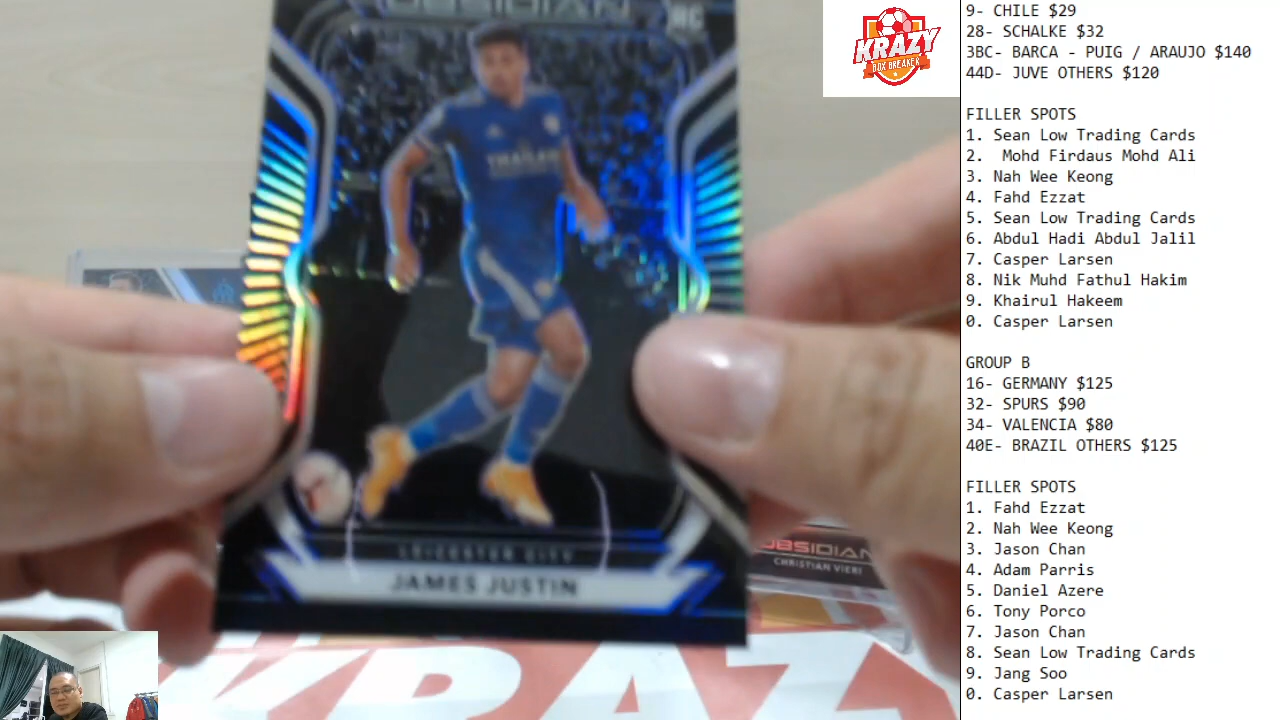 OBSIDIAN
RC
THAILAND
LEICESTER CITY
JAMES JUSTIN
OBSIDIAN
CHRISTIAN VIERI
KRAZY
KRAZY
BOX BREAKER
9- CHILE $29
28- SCHALKE $32
3BC- BARCA - PUIG / ARAUJO $140
44D- JUVE OTHERS $120
FILLER SPOTS
1. Sean Low Trading Cards
2.  Mohd Firdaus Mohd Ali
3. Nah Wee Keong
4. Fahd Ezzat
5. Sean Low Trading Cards
6. Abdul Hadi Abdul Jalil
7. Casper Larsen
8. Nik Muhd Fathul Hakim
9. Khairul Hakeem
0. Casper Larsen
GROUP B
16- GERMANY $125
32- SPURS $90
34- VALENCIA $80
40E- BRAZIL OTHERS $125
FILLER SPOTS
1. Fahd Ezzat
2. Nah Wee Keong
3. Jason Chan
4. Adam Parris
5. Daniel Azere
6. Tony Porco
7. Jason Chan
8. Sean Low Trading Cards
9. Jang Soo
0. Casper Larsen